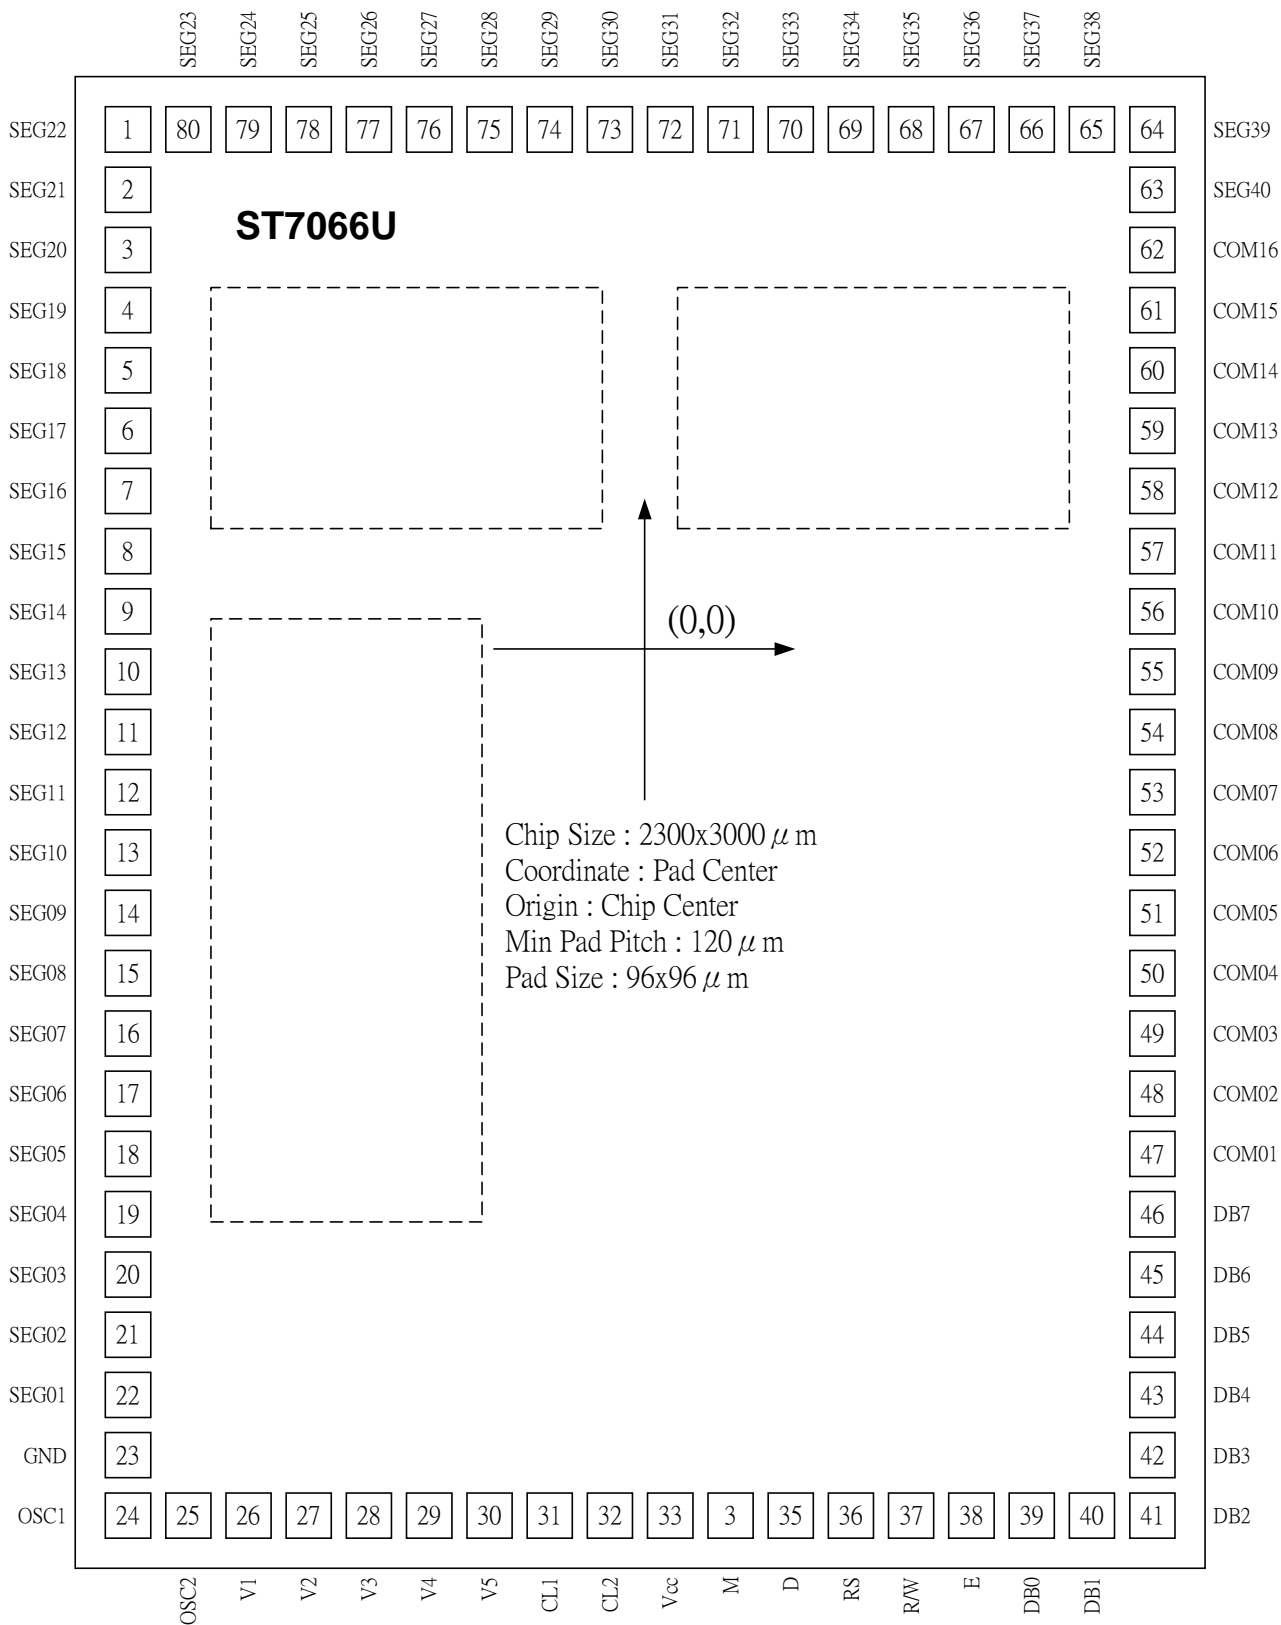 SEG23 SEG24 SEG25 SEG26 SEG27 SEG28 SEG29 SEG30 SEG31 SEG32 SEG33 SEG34 SEG35 SEG36 SEG37 SEG38
SEG22 1 80 79 78 77 76 75 74 73 72 71 70 69 68 67 66 65 64 SEG39
SEG21 2 63 SEG40
ST7066U
SEG20 3 62 COM16
SEG19 4 61 COM15
SEG18 5 60 COM14
SEG17 6 59 COM13
SEG16 7 58 COM12
SEG15 8 57 COM11
SEG14 9 56 COM10
(0,0)
SEG13 10 55 COM09
SEG12 11 54 COM08
SEG11 12 53 COM07
Chip Size : 2300x3000 μ m
SEG10 13 52 COM06
Coordinate : Pad Center
Origin : Chip Center
SEG09 14 51 COM05
Min Pad Pitch : 120 μ m
SEG08 15 50 COM04
Pad Size : 96x96 μ m
SEG07 16 49 COM03
SEG06 17 48 COM02
SEG05 18 47 COM01
SEG04 19 46 DB7
SEG03 20 45 DB6
SEG02 21 44 DB5
SEG01 22 43 DB4
GND 23 42 DB3
OSC1 24 25 26 27 28 29 30 31 32 33 3 35 36 37 38 39 40 41 DB2
OSC2 V1 V2 V3 V4 V5 CL1 CL2 Vcc M D RS R/W E DB0 DB1